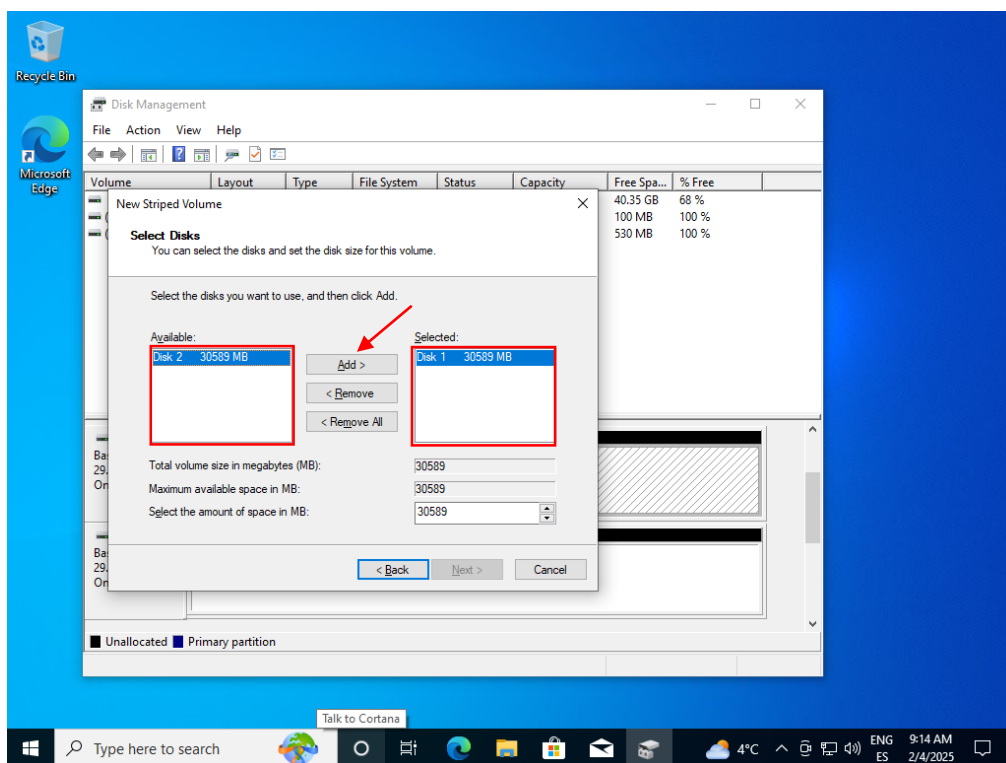 Recycle Bin
Microsoft
Edge
Disk Management
File Action View Help
Volume Layout Type File System Status Capacity Free Spa... % Free
40.35 GB 68 %
100 MB 100 %
530 MB 100 %
New Striped Volume
Select Disks
You can select the disks and set the disk size for this volume.
Select the disks you want to use, and then click Add.
Available: Selected:
Disk 2 30589 MB Disk 1 30589 MB
Add >
< Remove
< Remove All
Total volume size in megabytes (MB): 30589
Maximum available space in MB: 30589
Select the amount of space in MB: 30589
< Back Next > Cancel
Ba
29.
On
Ba
29.
On
Unallocated Primary partition
Talk to Cortana
Type here to search
4°C
ENG 9:14 AM
ES 2/4/2025